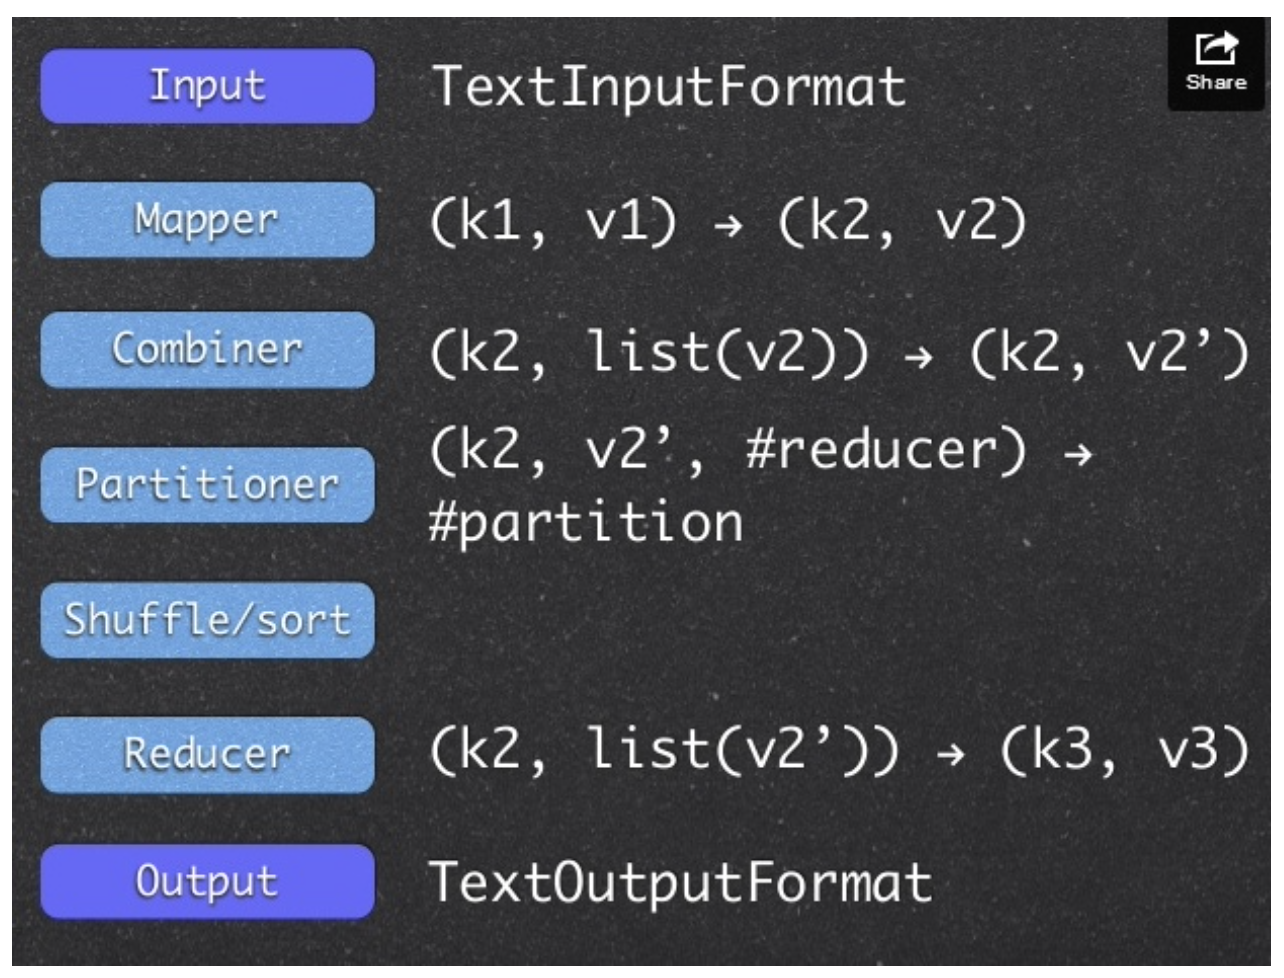 Input TextInputFormat
Share
Mapper (k1, v1) → (k2, v2)
Combiner (k2, list(v2)) → (k2, v2’)
Partitioner (k2, v2’, #reducer) →
#partition
Shuffle/sort
Reducer (k2, list(v2’)) → (k3, v3)
Output TextOutputFormat